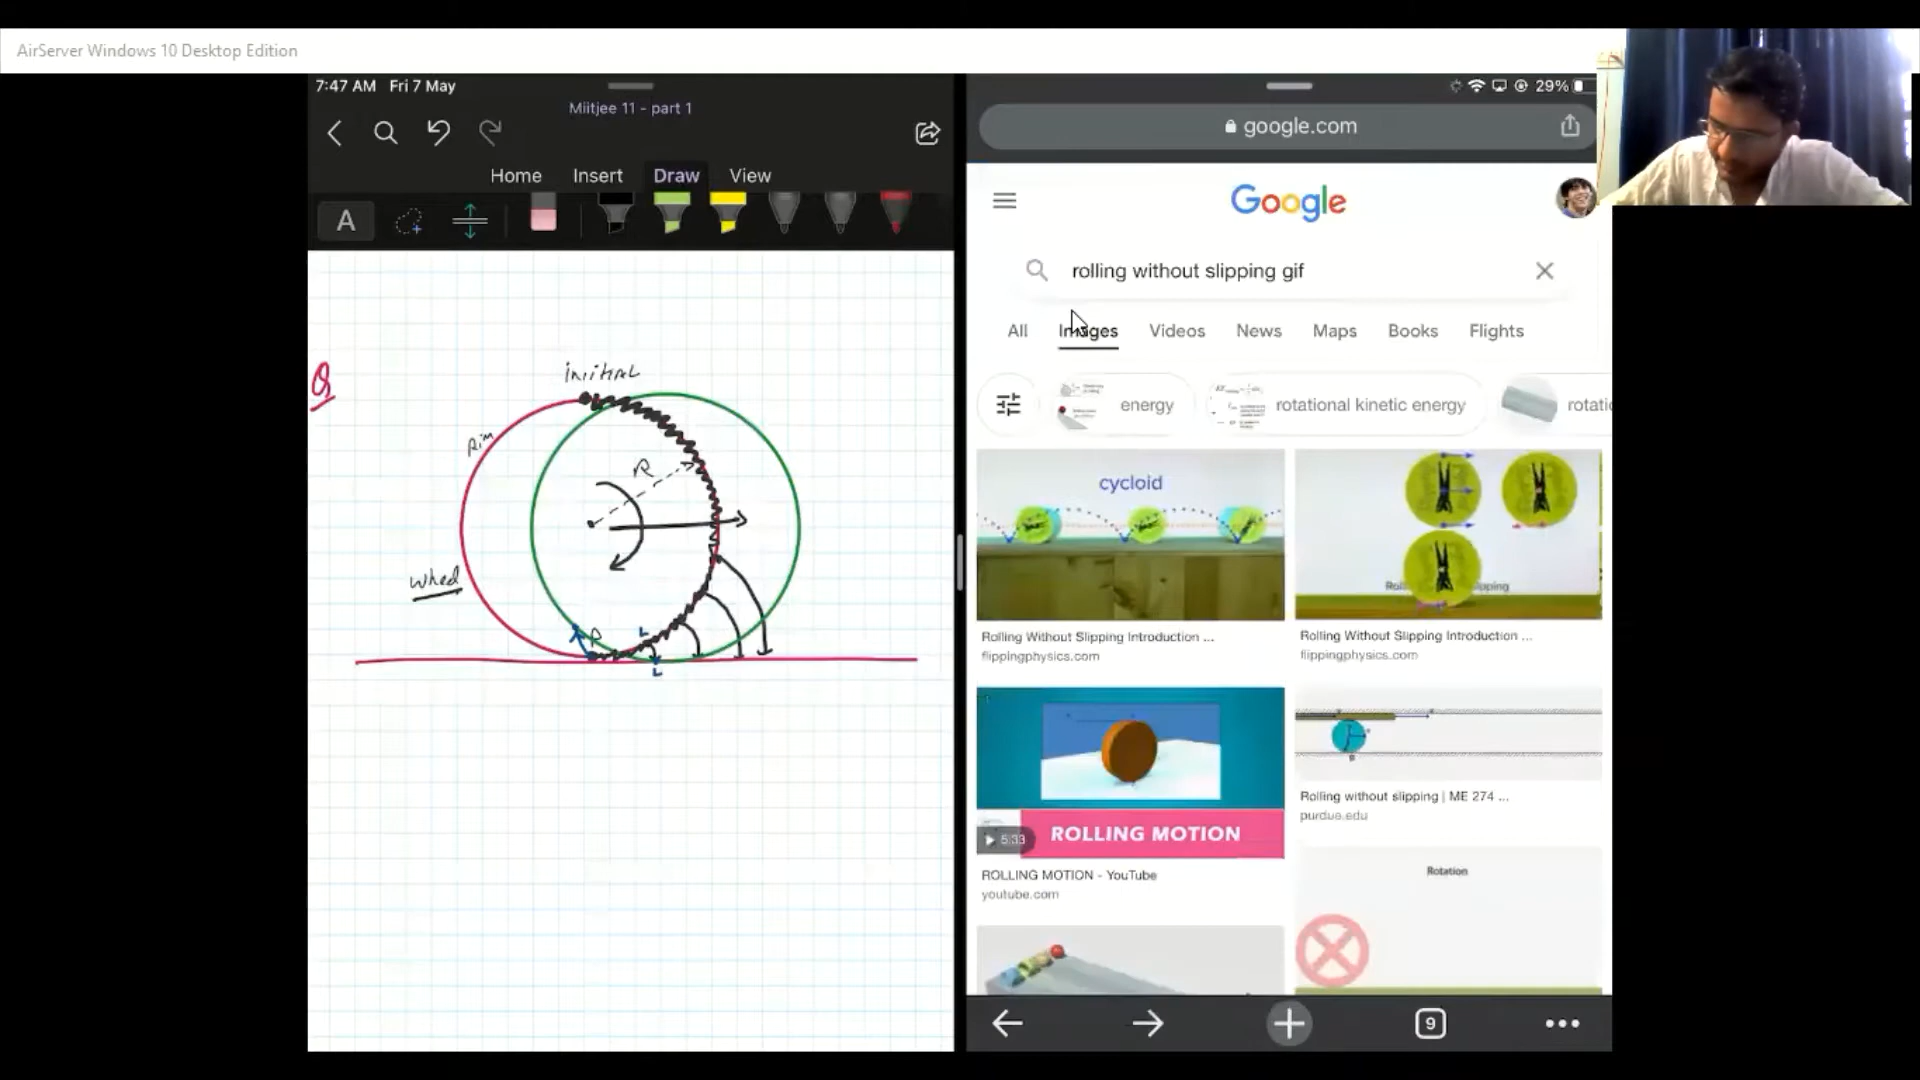 AirServer Windows 10 Desktop Edition
7:47 AM Fri 7 May
Miitjee 11 - part 1
Home Insert Draw View
A
Q
initial
Rim
R
Wheel
P
L
L
29%
google.com
Google
rolling without slipping gif
All Images Videos News Maps Books Flights
energy
rotational kinetic energy
cycloid
Rolling Without Slipping Introduction ...
flippingphysics.com
Rolling Without Slipping Introduction ...
flippingphysics.com
5:33
ROLLING MOTION
ROLLING MOTION - YouTube
youtube.com
Rolling without slipping | ME 274 ...
purdue.edu
Rotation
9